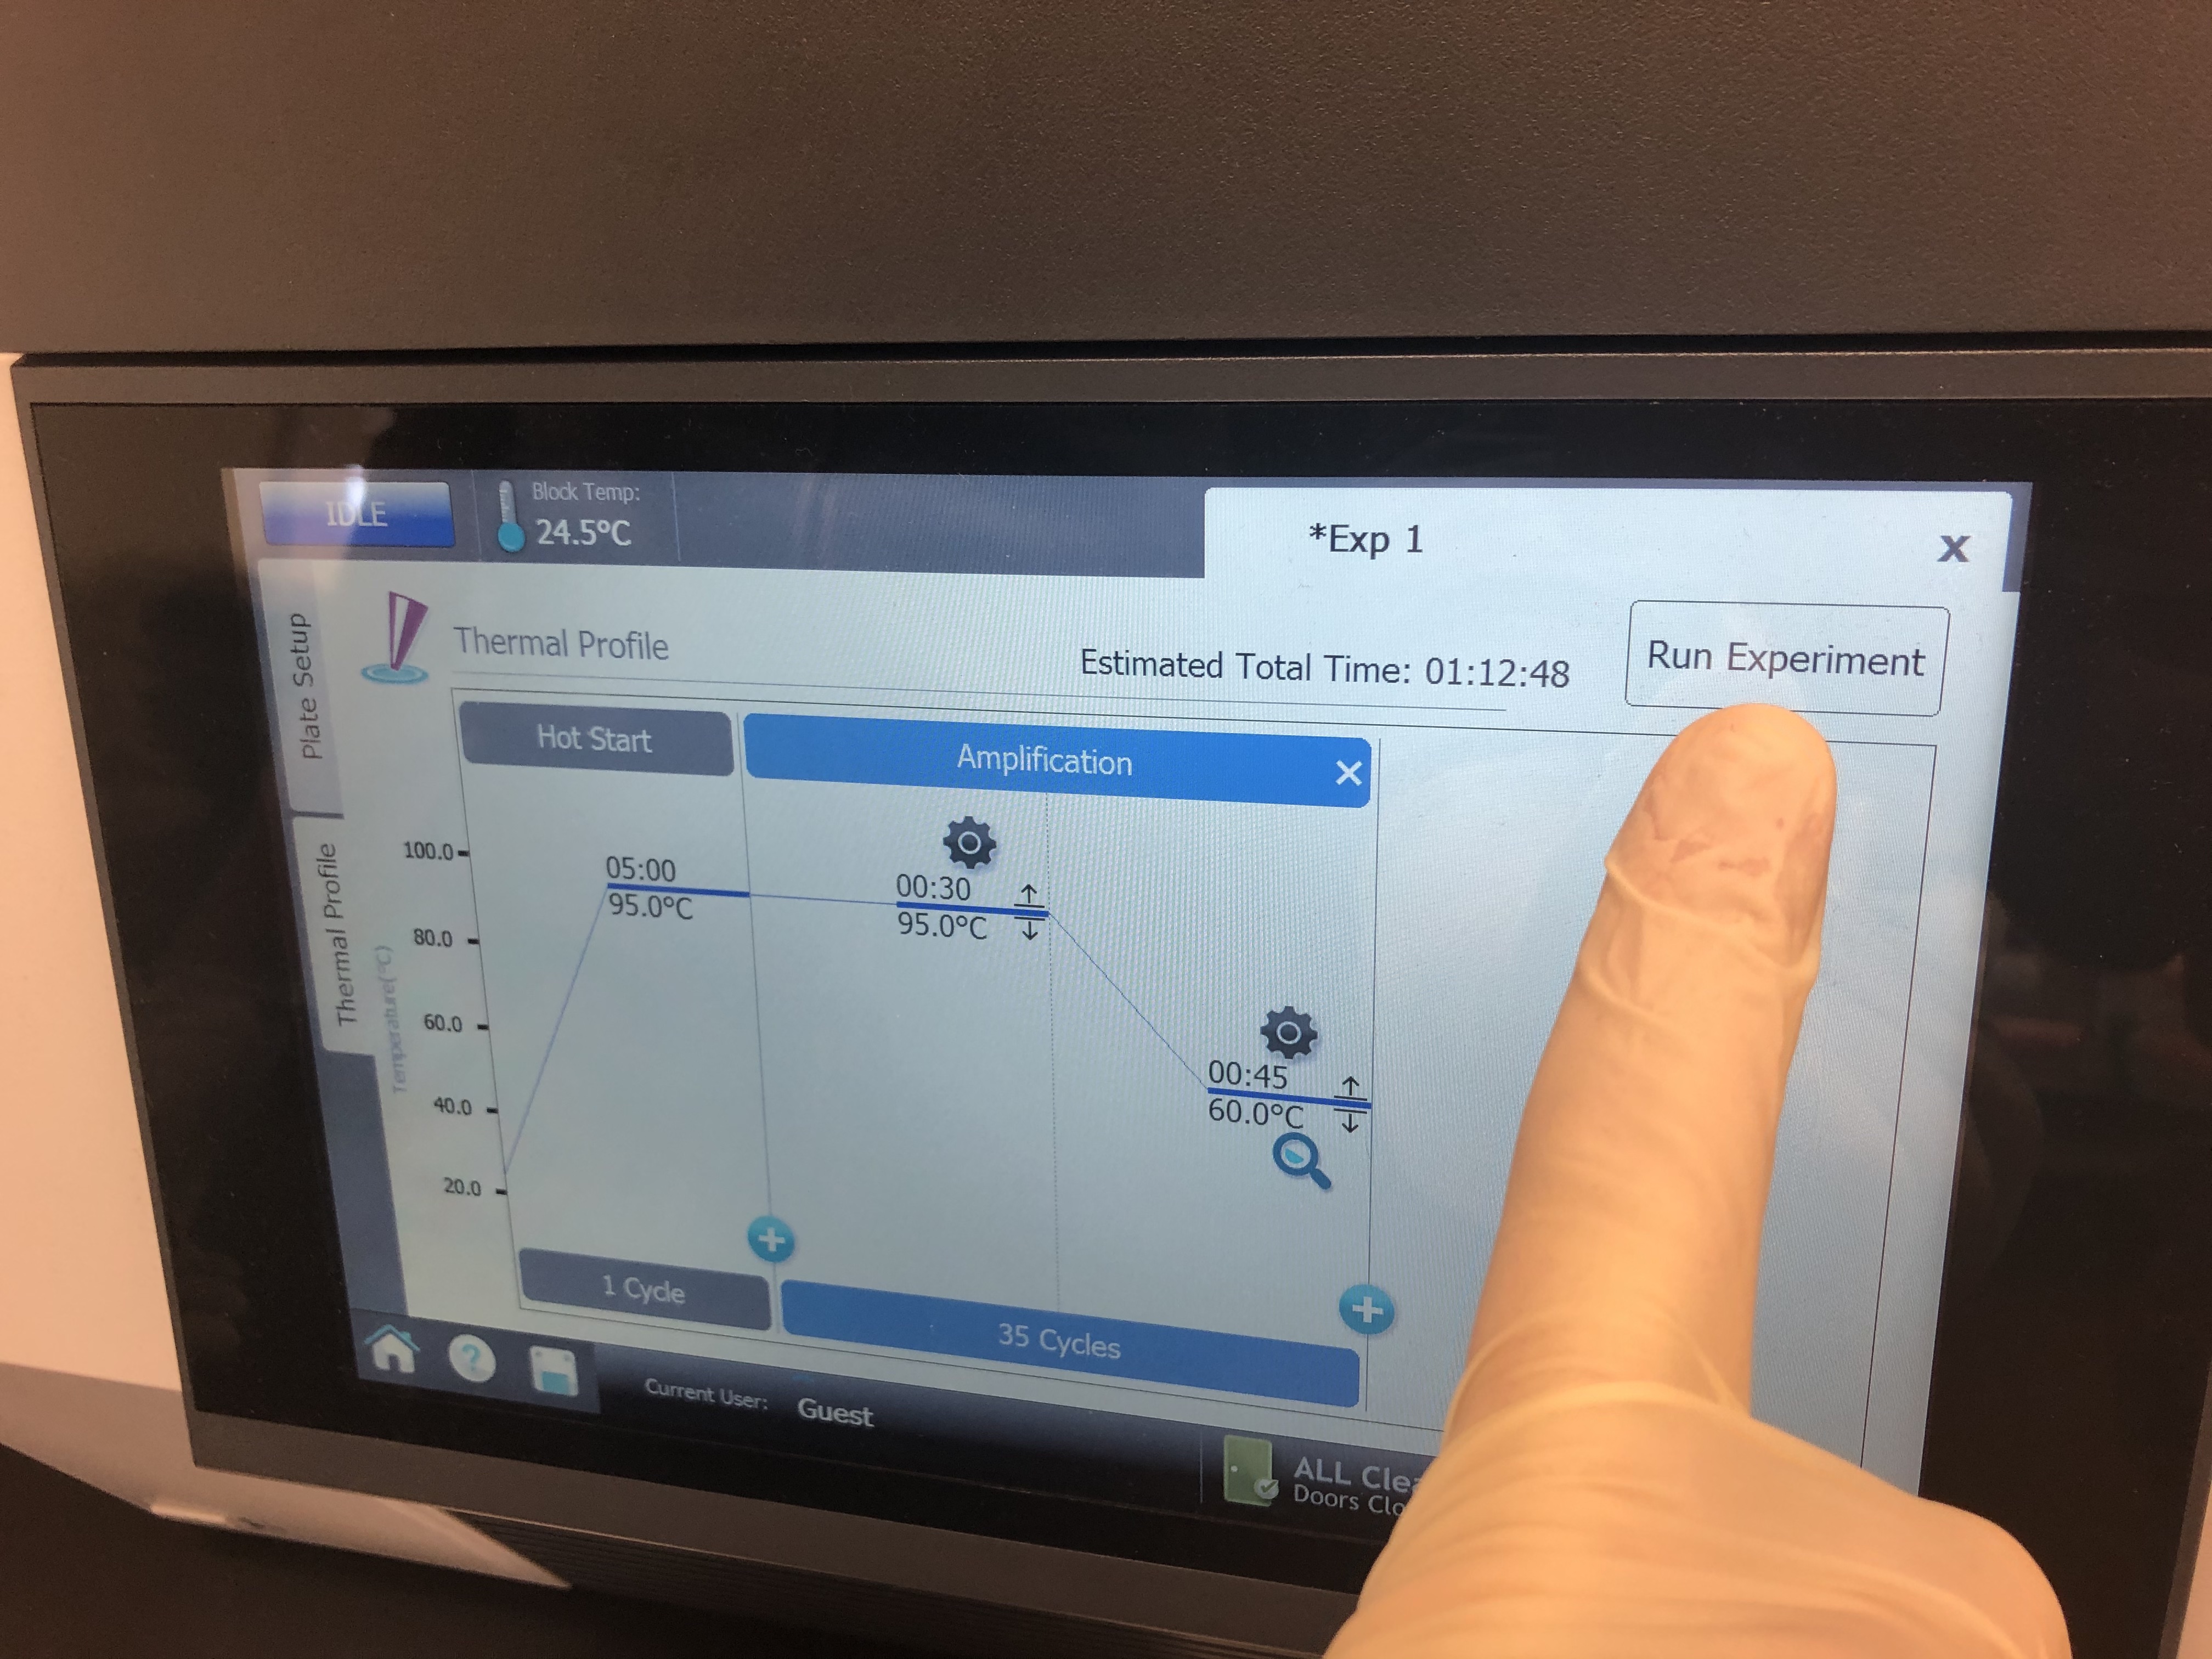 IDLE
Block Temp:
24.5°C
*Exp 1
X
Plate Setup
Thermal Profile
Thermal Profile
Estimated Total Time: 01:12:48
Run Experiment
Hot Start
Amplification
Temperature(°C)
100.0
80.0
60.0
40.0
20.0
05:00
95.0°C
00:30
95.0°C
00:45
60.0°C
1 Cycle
35 Cycles
?
Current User: Guest
ALL
Doors